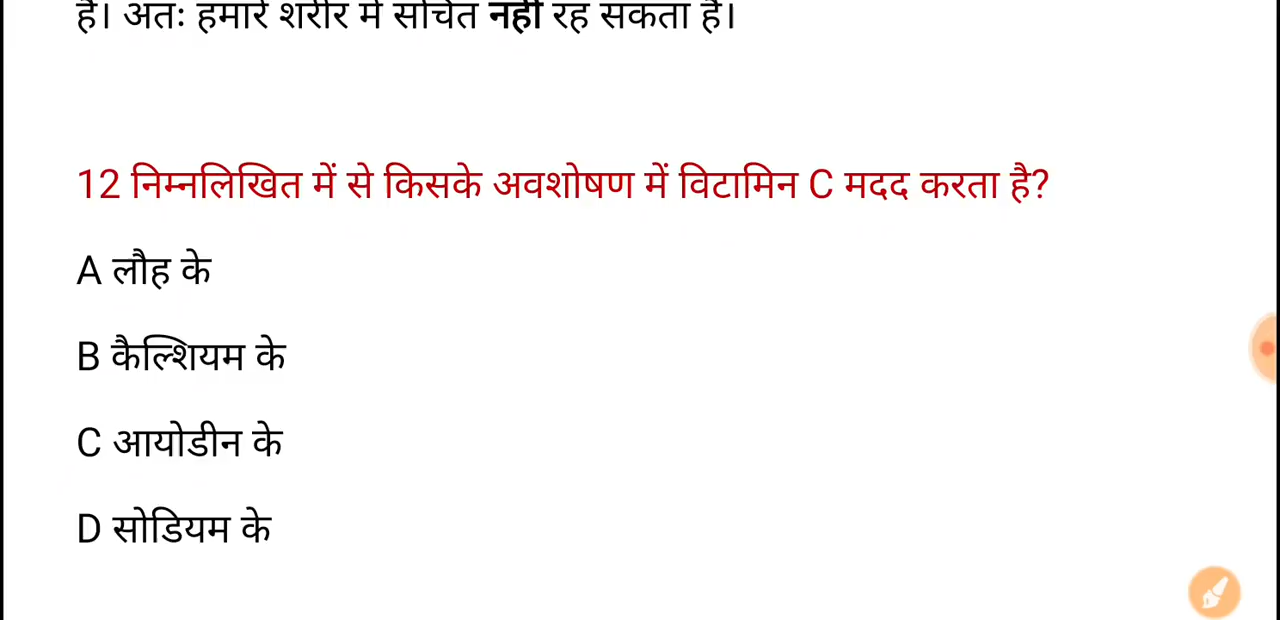 है। अतः हमारे शरीर में संचित नहीं रह सकता है।
12 निम्नलिखित में से किसके अवशोषण में विटामिन C मदद करता है?
A लौह के
B कैल्शियम के
C आयोडीन के
D सोडियम के